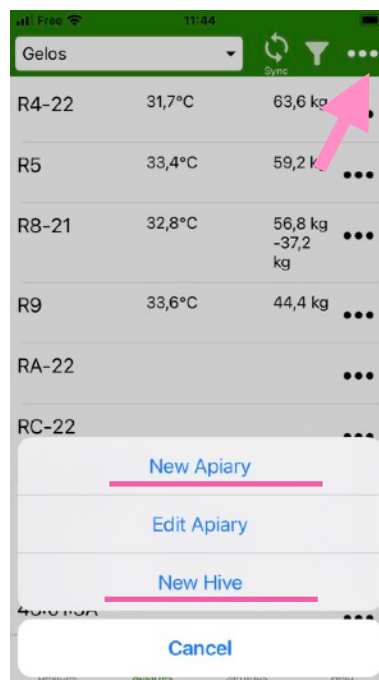 Free 11:44
Gelos
Sync
R4-22 31,7°C 63,6 kg
R5 33,4°C 59,2 k
R8-21 32,8°C 56,8 kg
-37,2
kg
R9 33,6°C 44,4 kg
RA-22
RC-22
New Apiary
Edit Apiary
New Hive
Cancel